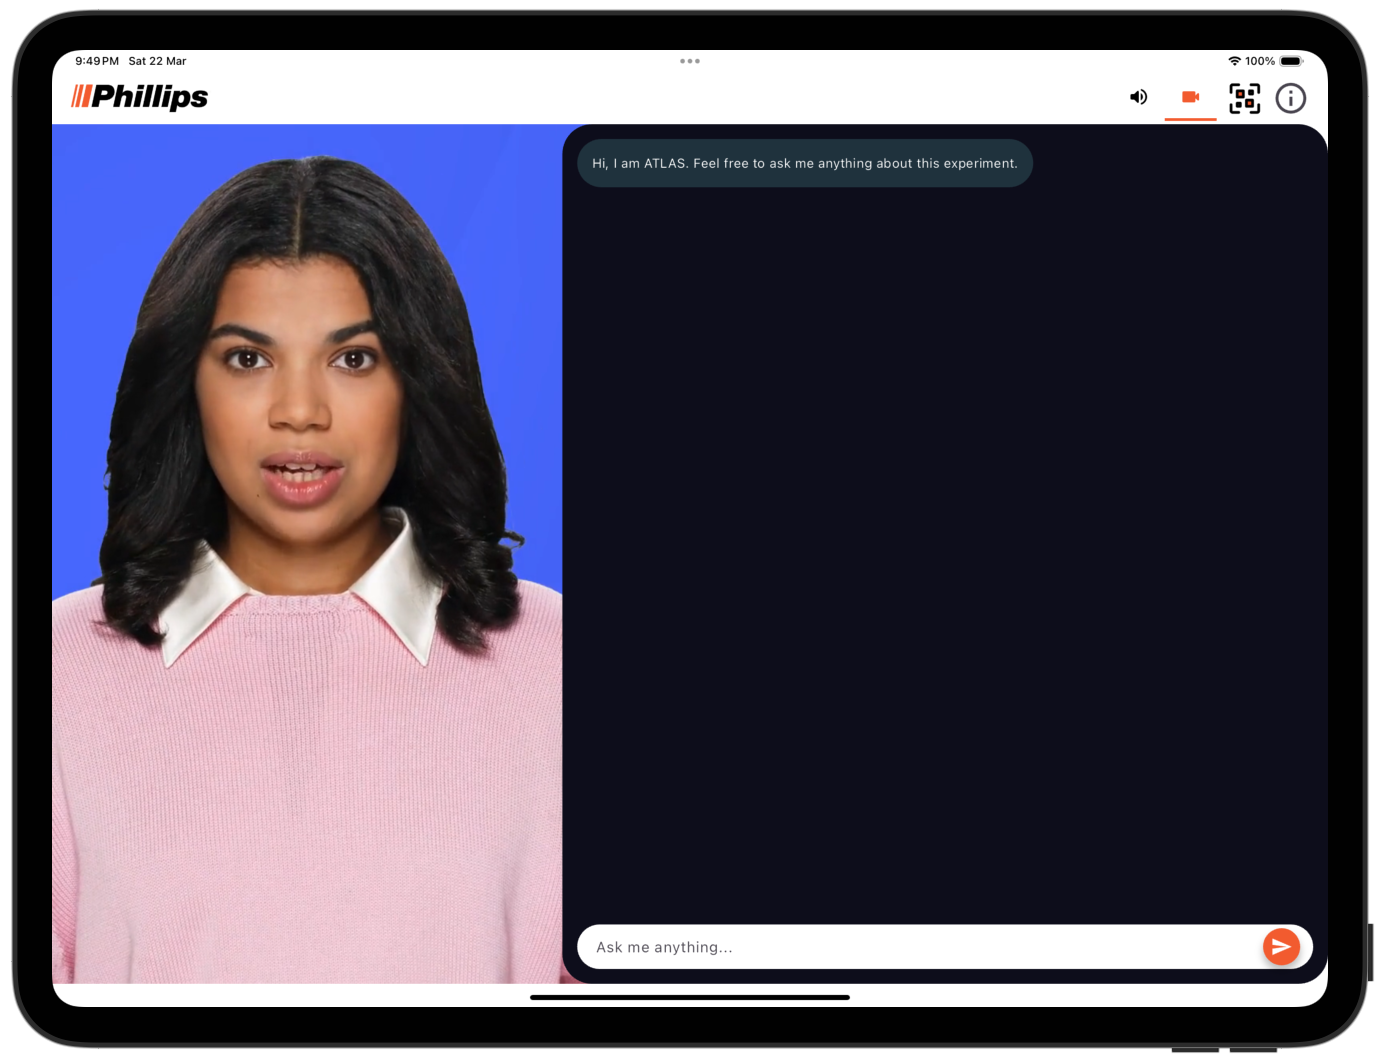 9:49 PM Sat 22 Mar
100%
Phillips
Hi, I am ATLAS. Feel free to ask me anything about this experiment.
Ask me anything...